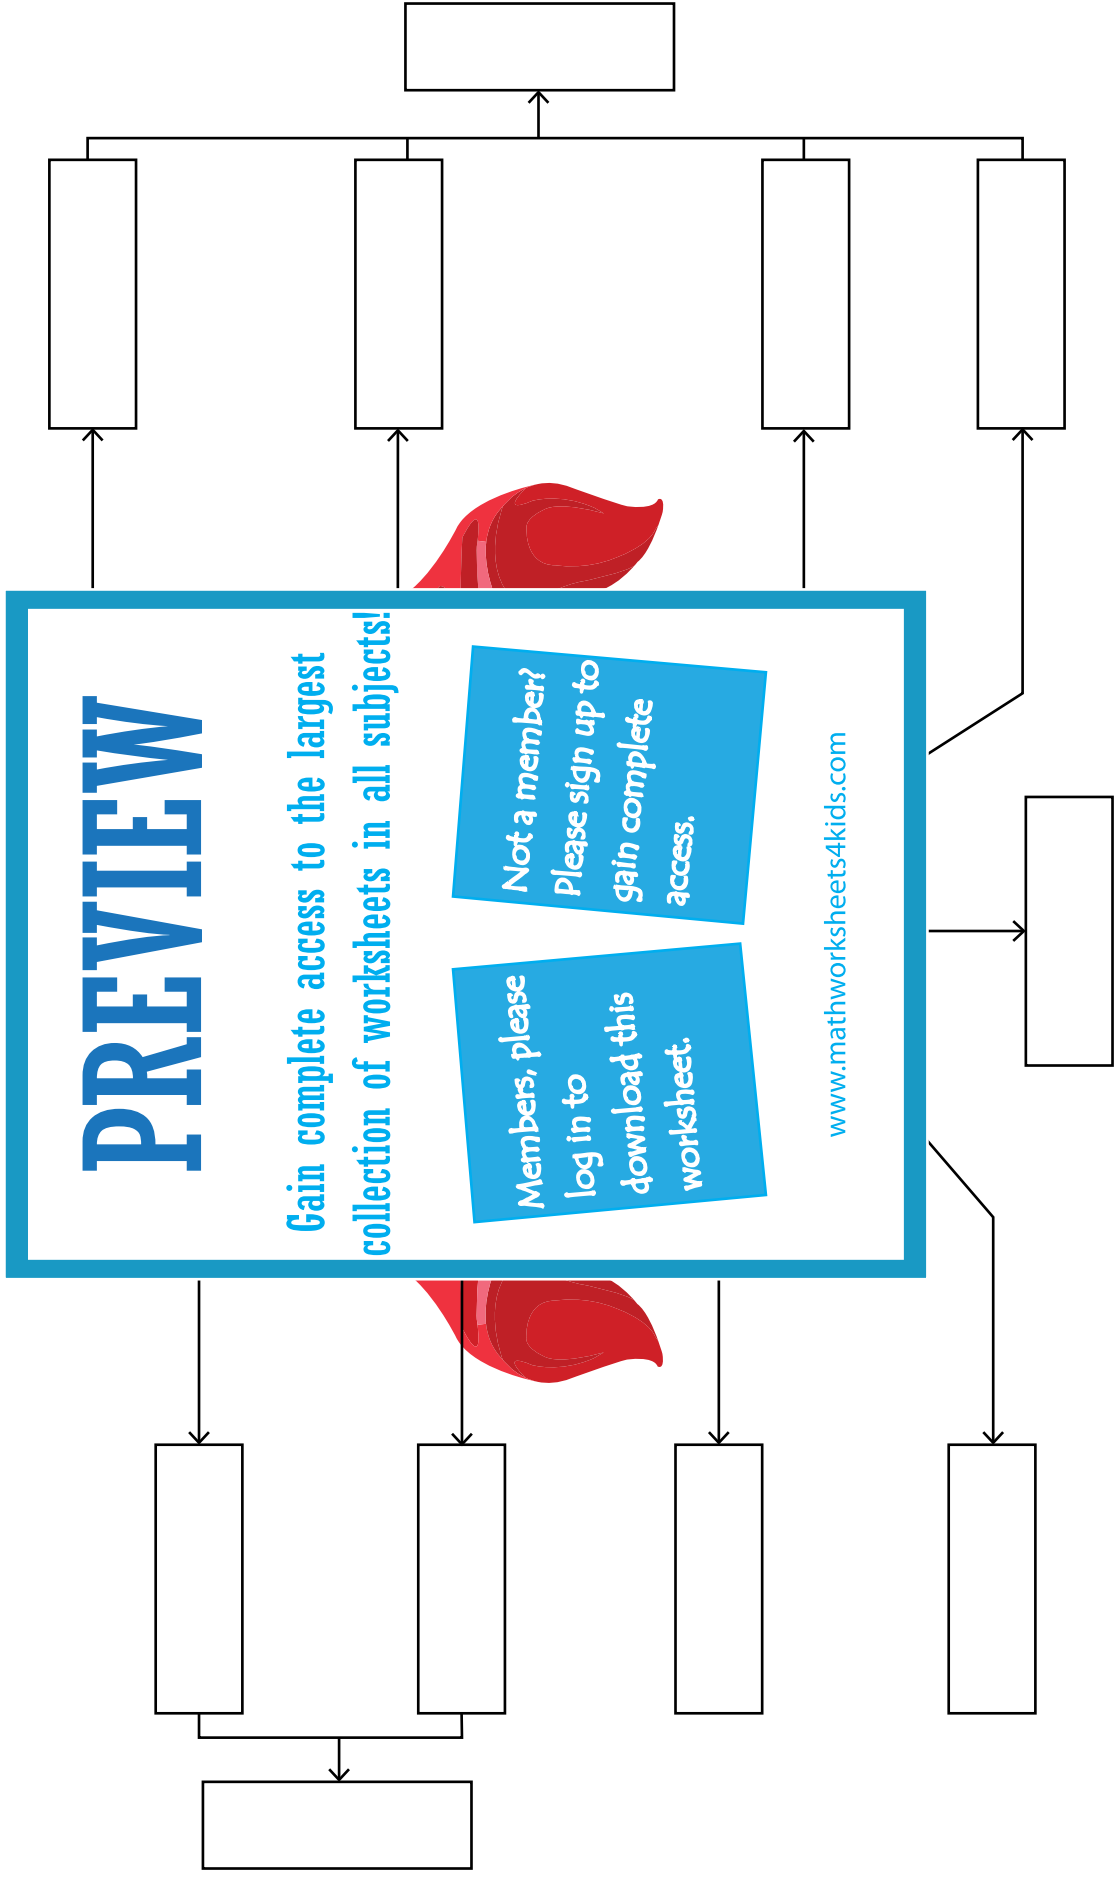 PREVIEW
Gain complete access to the largest
collection of worksheets in all subjects!
Members, please
log in to
download this
worksheet.
Not a member?
Please sign up to
gain complete
access.
www.mathworksheets4kids.com